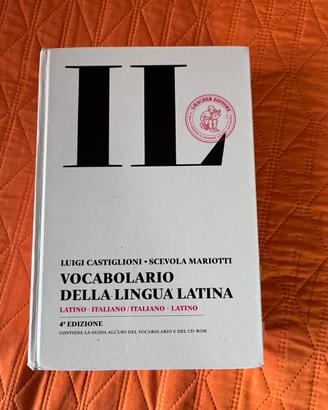 IL
LOESCHER EDITORE
LUIGI CASTIGLIONI • SCEVOLA MARIOTTI
VOCABOLARIO
DELLA LINGUA LATINA
LATINO - ITALIANO / ITALIANO - LATINO
4ª EDIZIONE
CONTIENE LA GUIDA ALL'USO DEL VOCABOLARIO E DEL CD-ROM